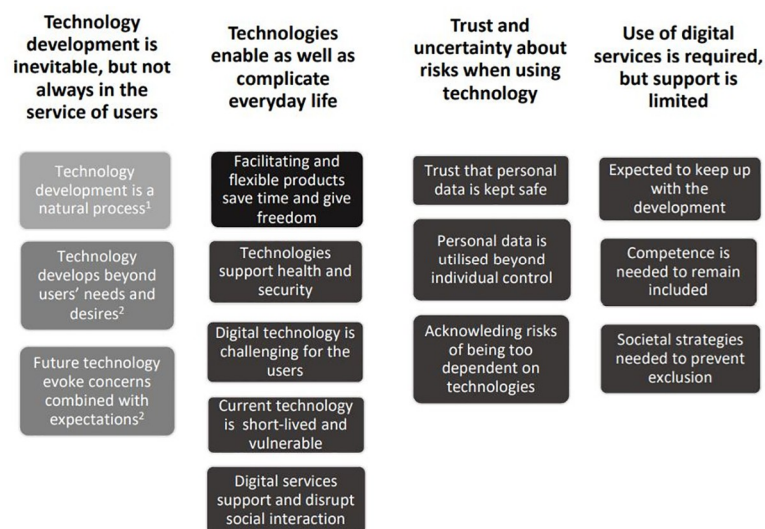 Technology
development is
inevitable, but not
always in the
service of users
Technology
development is a
natural process¹
Technology
develops beyond
users' needs and
desires²
Future technology
evoke concerns
combined with
expectations²
Technologies
enable as well as
complicate
everyday life
Facilitating and
flexible products
save time and give
freedom
Technologies
support health and
security
Digital technology is
challenging for the
users
Current technology
is short-lived and
vulnerable
Digital services
support and disrupt
social interaction
Trust and
uncertainty about
risks when using
technology
Trust that personal
data is kept safe
Personal data is
utilised beyond
individual control
Acknowleding risks
of being too
dependent on
technologies
Use of digital
services is required,
but support is
limited
Expected to keep up
with the
development
Competence is
needed to remain
included
Societal strategies
needed to prevent
exclusion